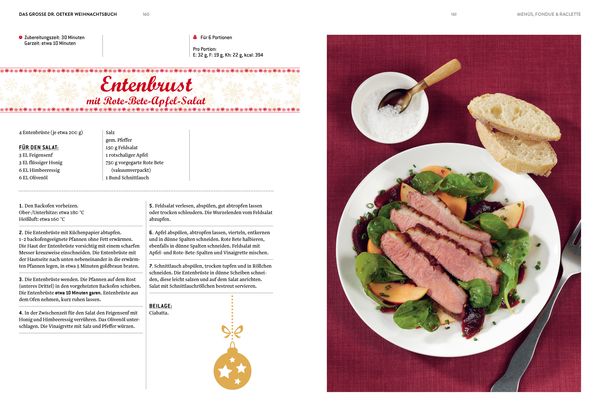 DAS GROSSE DR. OETKER WEIHNACHTSBUCH
160
161
MENÜS, FONDUE & RACLETTE
Zubereitungszeit: 30 Minuten
Garzeit: etwa 10 Minuten
Für 6 Portionen
Pro Portion:
E: 32 g, F: 19 g, Kh: 22 g, kcal: 394
Entenbrust
mit Rote-Bete-Apfel-Salat
4 Entenbrüste (je etwa 200 g)
FÜR DEN SALAT:
3 EL Feigensenf
3 EL flüssiger Honig
6 EL Himbeeressig
6 EL Olivenöl
Salz
gem. Pfeffer
150 g Feldsalat
1 rotschaliger Apfel
750 g vorgegarte Rote Bete
(vakuumverpackt)
1 Bund Schnittlauch
1. Den Backofen vorheizen.
Ober-/Unterhitze: etwa 180 °C
Heißluft: etwa 160 °C
2. Die Entenbrüste mit Küchenpapier abtupfen.
1–2 backofengeeignete Pfannen ohne Fett erwärmen.
Die Haut der Entenbrüste vorsichtig mit einem scharfen
Messer kreuzweise einschneiden. Die Entenbrüste mit
der Hautseite nach unten nebeneinander in die erwärm-
ten Pfannen legen, in etwa 5 Minuten goldbraun braten.
3. Die Entenbrüste wenden. Die Pfannen auf dem Rost
(unteres Drittel) in den vorgeheizten Backofen schieben.
Die Entenbrüste etwa 10 Minuten garen. Entenbrüste aus
dem Ofen nehmen, kurz ruhen lassen.
4. In der Zwischenzeit für den Salat den Feigensenf mit
Honig und Himbeeressig verrühren. Das Olivenöl unter-
schlagen. Die Vinaigrette mit Salz und Pfeffer würzen.
5. Feldsalat verlesen, abspülen, gut abtropfen lassen
oder trocken schleudern. Die Wurzelenden vom Feldsalat
abzupfen.
6. Apfel abspülen, abtropfen lassen, vierteln, entkernen
und in dünne Spalten schneiden. Rote Bete halbieren,
ebenfalls in dünne Spalten schneiden. Feldsalat mit
Apfel- und Rote-Bete-Spalten und Vinaigrette mischen.
7. Schnittlauch abspülen, trocken tupfen und in Röllchen
schneiden. Die Entenbrüste in dünne Scheiben schnei-
den, diese leicht salzen und auf dem Salat anrichten.
Salat mit Schnittlauchröllchen bestreut servieren.
BEILAGE:
Ciabatta.